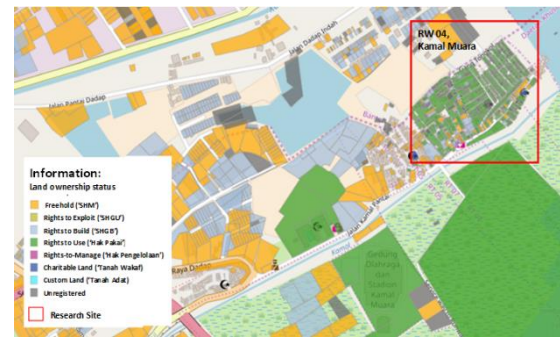 RW 04,
Kamal Muara
Jalan Dadap Indah
Jalan Pantai Dadap
Jalan Kamal Pantai
Raya Dadap
Gedung
Olahraga
dan
Stadion
Kamal
Muara
Information:
Land ownership status
Freehold ('SHM')
Rights to Exploit ('SHGU')
Rights to Build ('SHGB')
Rights to Use ('Hak Pakai')
Rights-to-Manage ('Hak Pengelolaan')
Charitable Land ('Tanah Wakaf')
Custom Land ('Tanah Adat')
Unregistered
Research Site